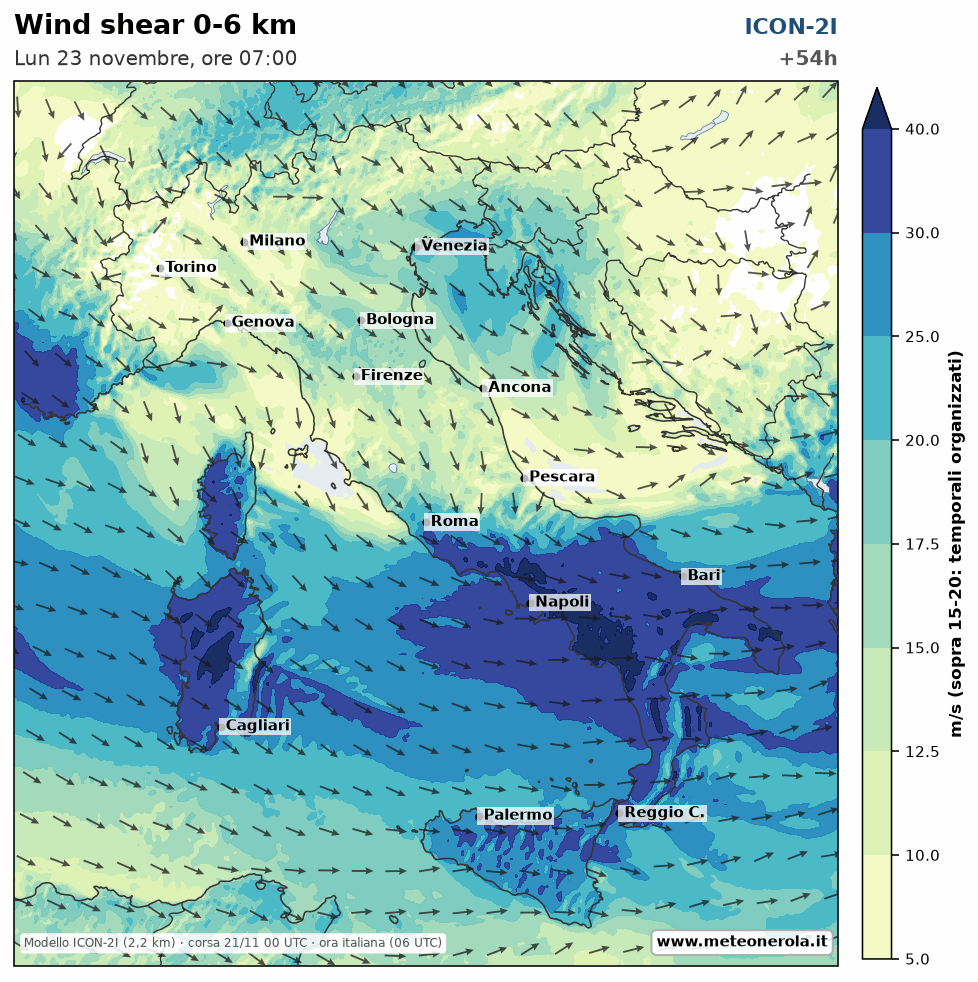 Wind shear 0-6 km
ICON-2I
Lun 23 novembre, ore 07:00
+54h
40.0
30.0
25.0
20.0
17.5
15.0
12.5
10.0
5.0
m/s (sopra 15-20: temporali organizzati)
Milano
Venezia
Torino
Genova
Bologna
Firenze
Ancona
Pescara
Roma
Bari
Napoli
Cagliari
Palermo
Reggio C.
Modello ICON-2I (2,2 km) · corsa 21/11 00 UTC · ora italiana (06 UTC)
www.meteonerola.it